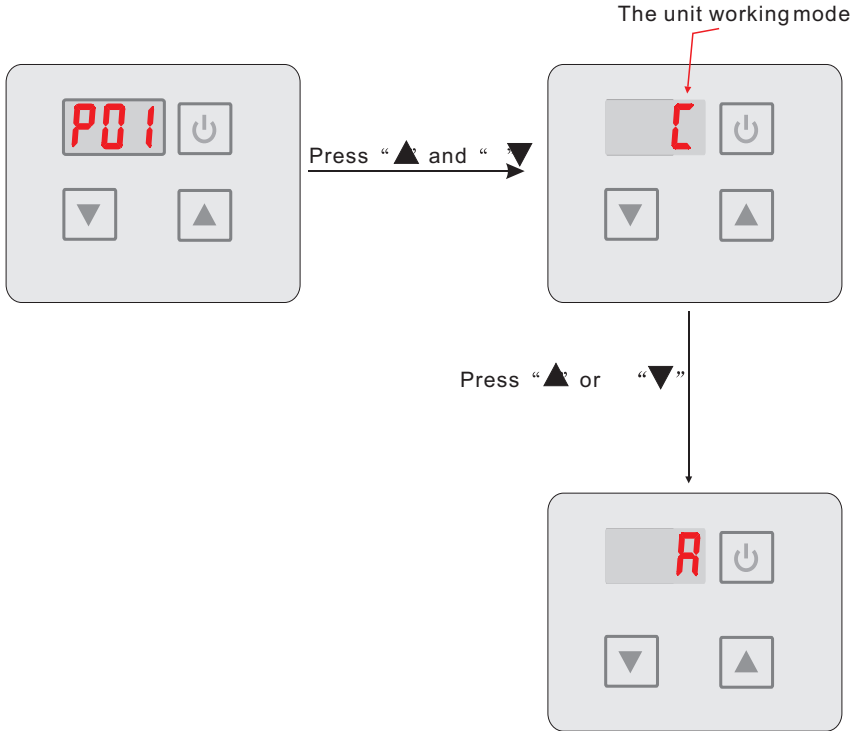 The unit working mode
P01
C
Press “▲” and “▼
Press “▲” or “▼”
A